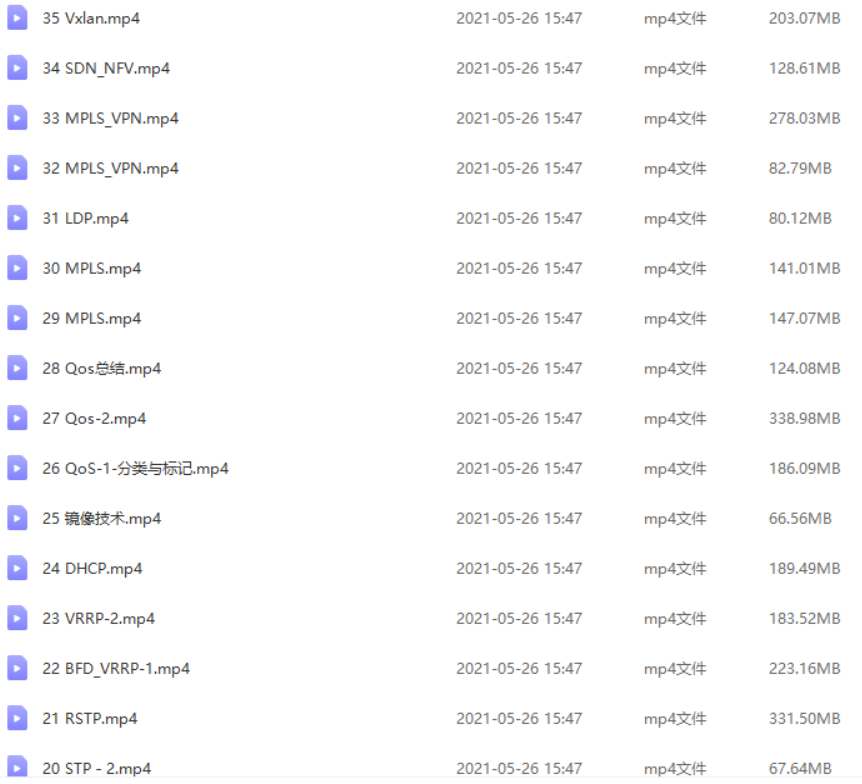 35 Vxlan.mp4 2021-05-26 15:47 mp4文件 203.07MB
34 SDN_NFV.mp4 2021-05-26 15:47 mp4文件 128.61MB
33 MPLS_VPN.mp4 2021-05-26 15:47 mp4文件 278.03MB
32 MPLS_VPN.mp4 2021-05-26 15:47 mp4文件 82.79MB
31 LDP.mp4 2021-05-26 15:47 mp4文件 80.12MB
30 MPLS.mp4 2021-05-26 15:47 mp4文件 141.01MB
29 MPLS.mp4 2021-05-26 15:47 mp4文件 147.07MB
28 Qos总结.mp4 2021-05-26 15:47 mp4文件 124.08MB
27 Qos-2.mp4 2021-05-26 15:47 mp4文件 338.98MB
26 QoS-1-分类与标记.mp4 2021-05-26 15:47 mp4文件 186.09MB
25 镜像技术.mp4 2021-05-26 15:47 mp4文件 66.56MB
24 DHCP.mp4 2021-05-26 15:47 mp4文件 189.49MB
23 VRRP-2.mp4 2021-05-26 15:47 mp4文件 183.52MB
22 BFD_VRRP-1.mp4 2021-05-26 15:47 mp4文件 223.16MB
21 RSTP.mp4 2021-05-26 15:47 mp4文件 331.50MB
20 STP - 2.mp4 2021-05-26 15:47 mp4文件 67.64MB